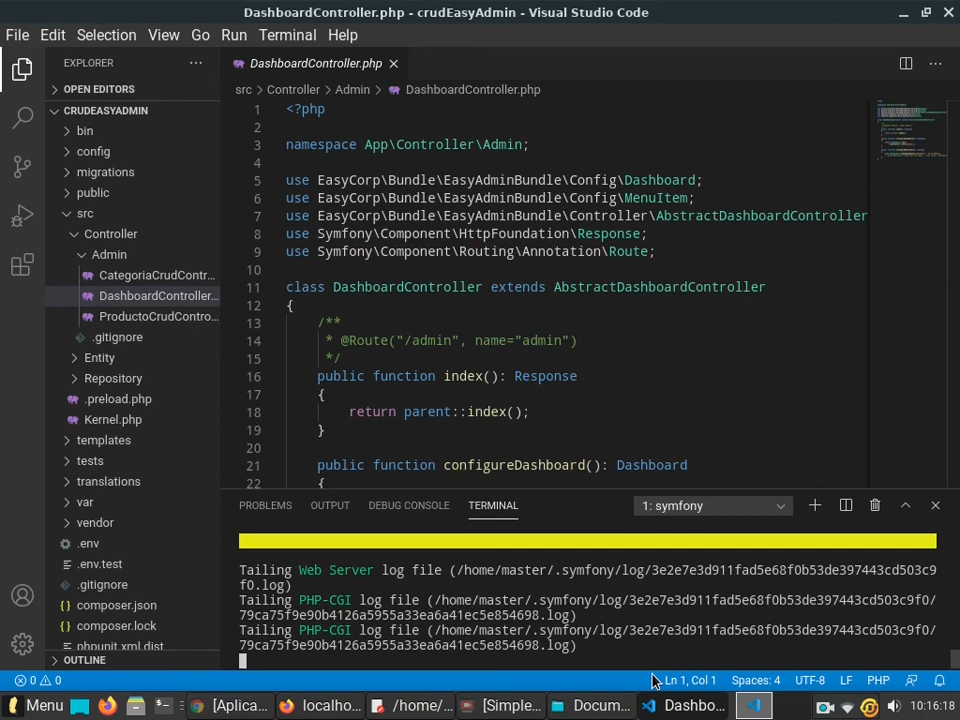 DashboardController.php - crudEasyAdmin - Visual Studio Code
File Edit Selection View Go Run Terminal Help
EXPLORER
OPEN EDITORS
CRUDEASYADMIN
bin
config
migrations
public
src
Controller
Admin
CategoriaCrudContr...
DashboardController...
ProductoCrudContro...
.gitignore
Entity
Repository
.preload.php
Kernel.php
templates
tests
translations
var
vendor
.env
.env.test
.gitignore
composer.json
composer.lock
phpunit.xml.dist
OUTLINE
DashboardController.php
src > Controller > Admin > DashboardController.php
1 <?php
2
3 namespace App\Controller\Admin;
4
5 use EasyCorp\Bundle\EasyAdminBundle\Config\Dashboard;
6 use EasyCorp\Bundle\EasyAdminBundle\Config\MenuItem;
7 use EasyCorp\Bundle\EasyAdminBundle\Controller\AbstractDashboardController
8 use Symfony\Component\HttpFoundation\Response;
9 use Symfony\Component\Routing\Annotation\Route;
10
11 class DashboardController extends AbstractDashboardController
12 {
13 /**
14 * @Route("/admin", name="admin")
15 */
16 public function index(): Response
17 {
18 return parent::index();
19 }
20
21 public function configureDashboard(): Dashboard
22 {
PROBLEMS OUTPUT DEBUG CONSOLE TERMINAL 1: symfony
Tailing Web Server log file (/home/master/.symfony/log/3e2e7e3d911fad5e68f0b53de397443cd503c9
f0.log)
Tailing PHP-CGI log file (/home/master/.symfony/log/3e2e7e3d911fad5e68f0b53de397443cd503c9f0/
79ca75f9e90b4126a5955a33ea6a41ec5e854698.log)
Tailing PHP-CGI log file (/home/master/.symfony/log/3e2e7e3d911fad5e68f0b53de397443cd503c9f0/
79ca75f9e90b4126a5955a33ea6a41ec5e854698.log)
0 0 Ln 1, Col 1 Spaces: 4 UTF-8 LF PHP
Menu [Aplica... localho... /home/... [Simple... Docum... Dashbo... 10:16:18